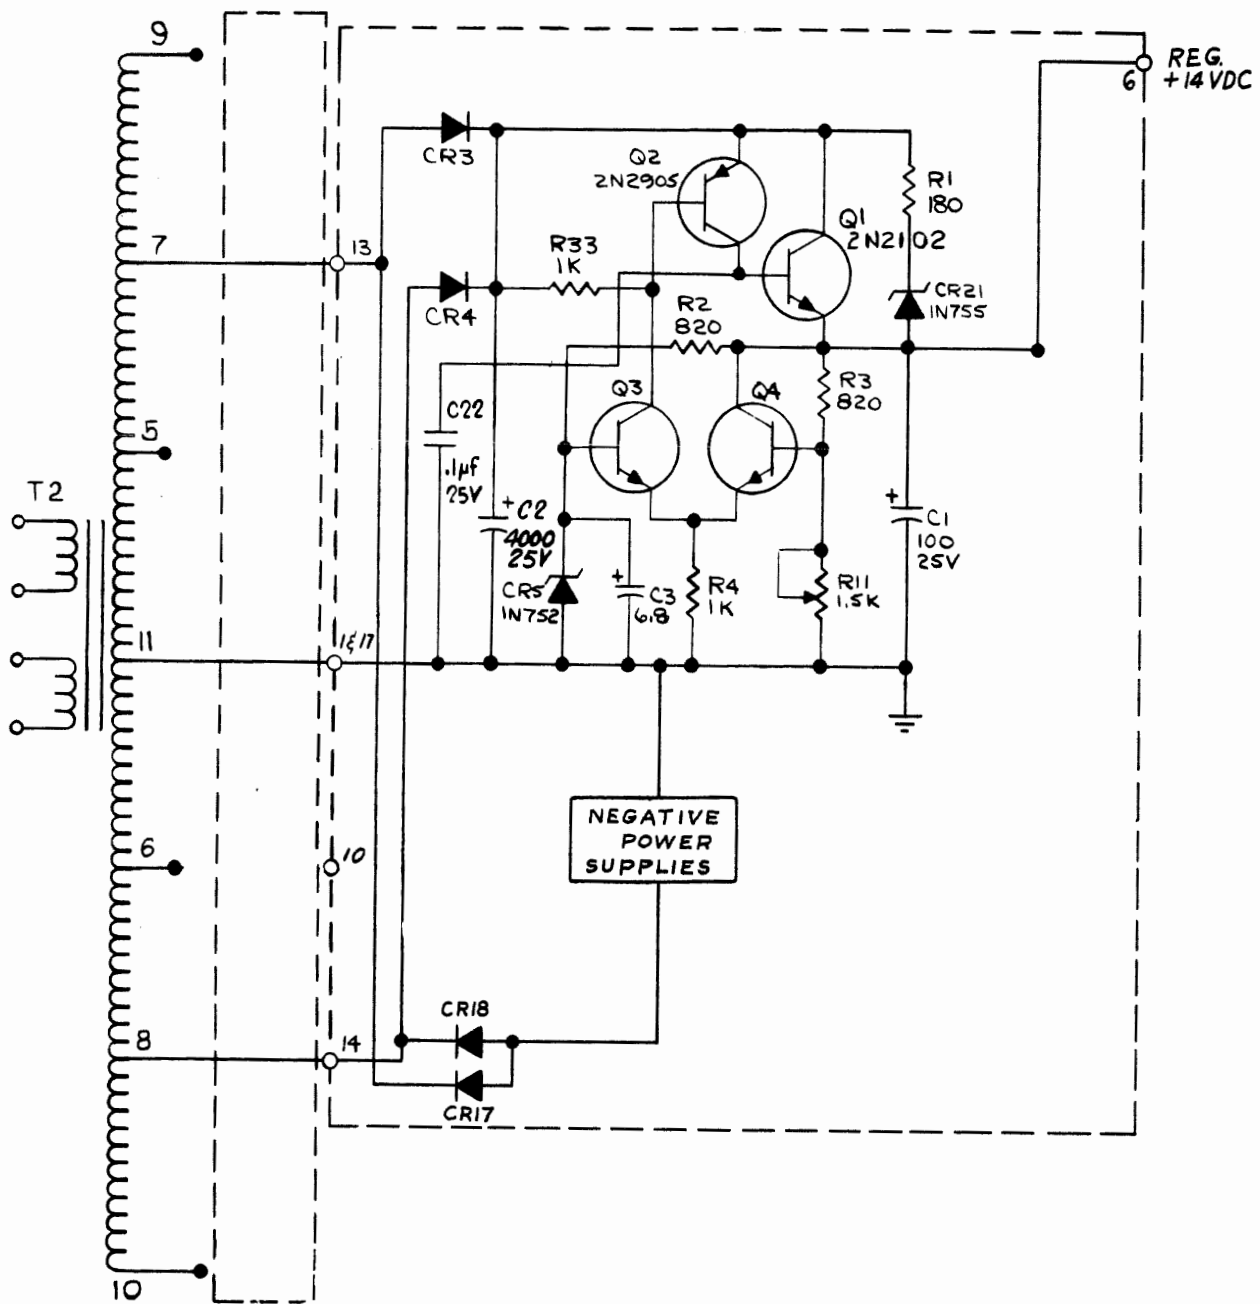 9
REG.
6 +14VDC
CR3
Q2
2N2905
R1
180
Q1
2N2102
7
13
R33
1K
CR4
R2
820
CR21
1N755
Q3
Q4
R3
820
C22
.1µf
25V
5
T2
+ C2
4000
25V
+
C1
100
25V
CR5
1N752
+
C3
6.8
R4
1K
R11
1.5K
11
1&17
NEGATIVE
POWER
SUPPLIES
6
10
CR18
8
14
CR17
10